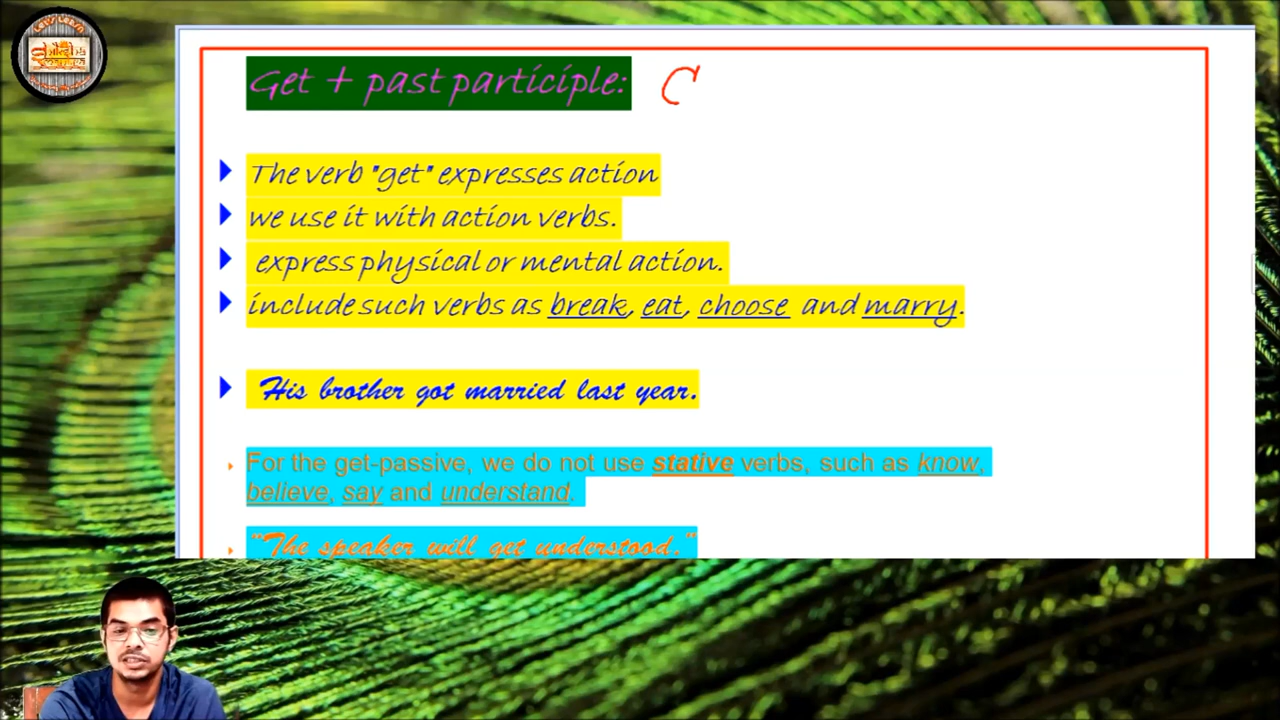 Get + past participle: C
The verb "get" expresses action
we use it with action verbs.
express physical or mental action.
include such verbs as break, eat, choose and marry.
His brother got married last year.
For the get-passive, we do not use stative verbs, such as know,
believe, say and understand.
"The speaker will get understood."